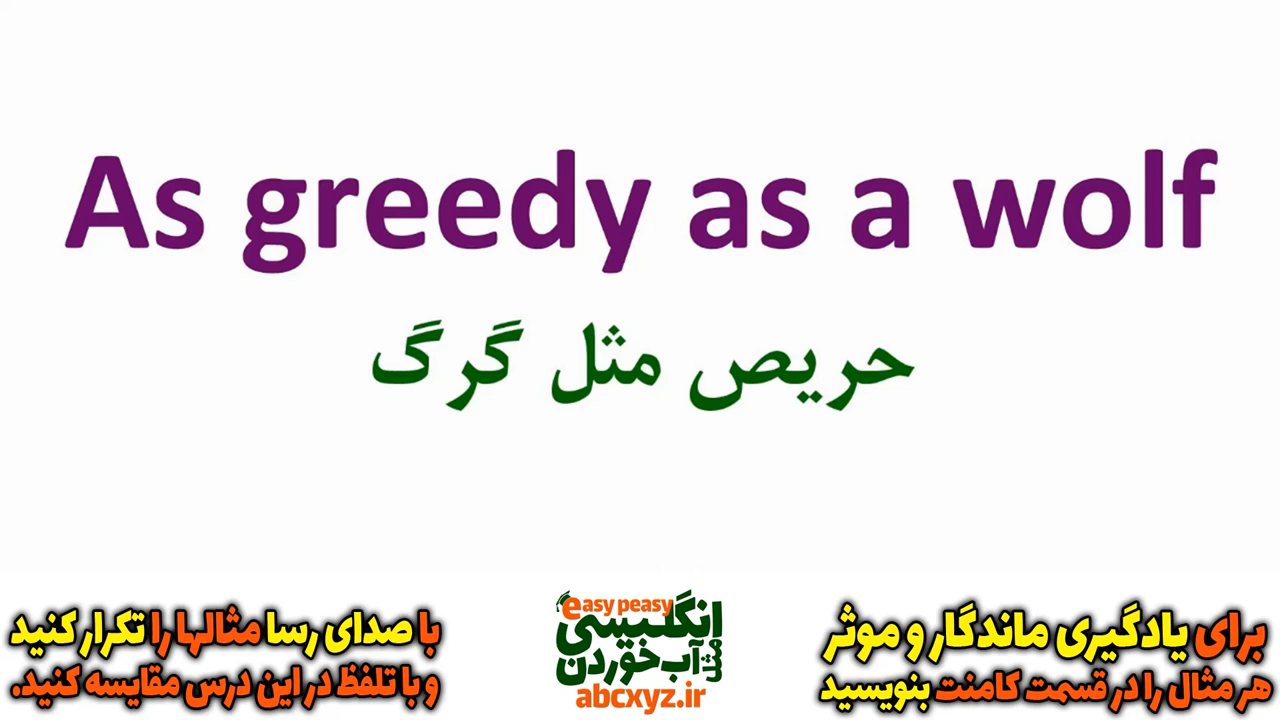 As greedy as a wolf
حریص مثل گرگ
برای یادگیری ماندگار و موثر
هر مثال را در قسمت کامنت بنویسید
easy peasy
انگلیسی
مثل آب خوردن
abcxyz.ir
با صدای رسا مثالها را تکرار کنید
و با تلفظ در این درس مقایسه کنید.